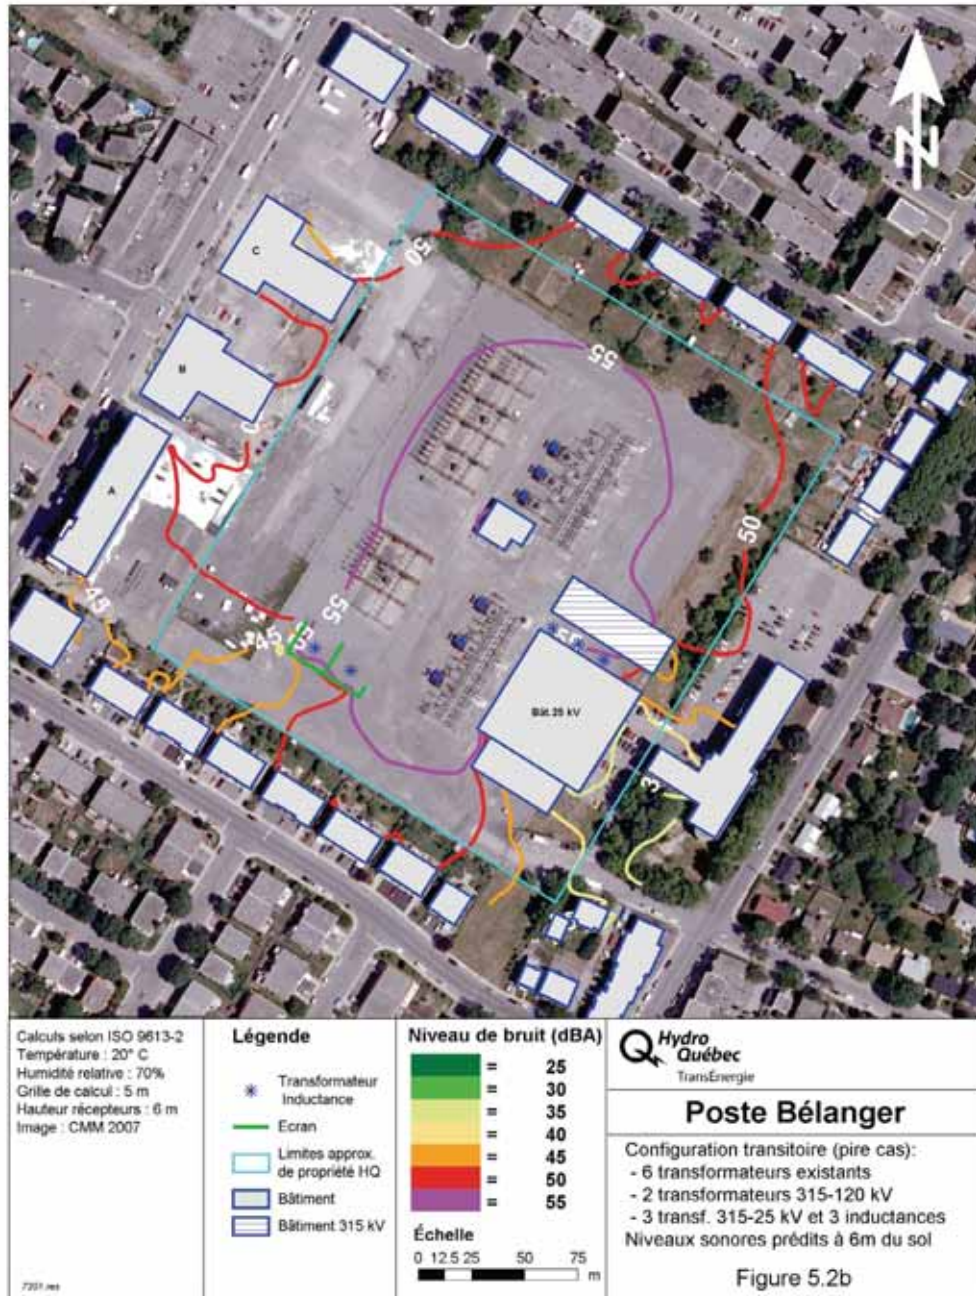 N
50
C
55
B
A
50
45
55
45
Bât.25 kV
Calculs selon ISO 9613-2
Température : 20° C
Humidité relative : 70%
Grille de calcul : 5 m
Hauteur récepteurs : 6 m
Image : CMM 2007
Légende
Transformateur
Inductance
Ecran
Limites approx.
de propriété HQ
Bâtiment
Bâtiment 315 kV
Niveau de bruit (dBA)
= 25
= 30
= 35
= 40
= 45
= 50
= 55
Échelle
0 12.5 25 50 75
m
Hydro
Québec
TransÉnergie
Poste Bélanger
Configuration transitoire (pire cas):
- 6 transformateurs existants
- 2 transformateurs 315-120 kV
- 3 transf. 315-25 kV et 3 inductances
Niveaux sonores prédits à 6m du sol
Figure 5.2b